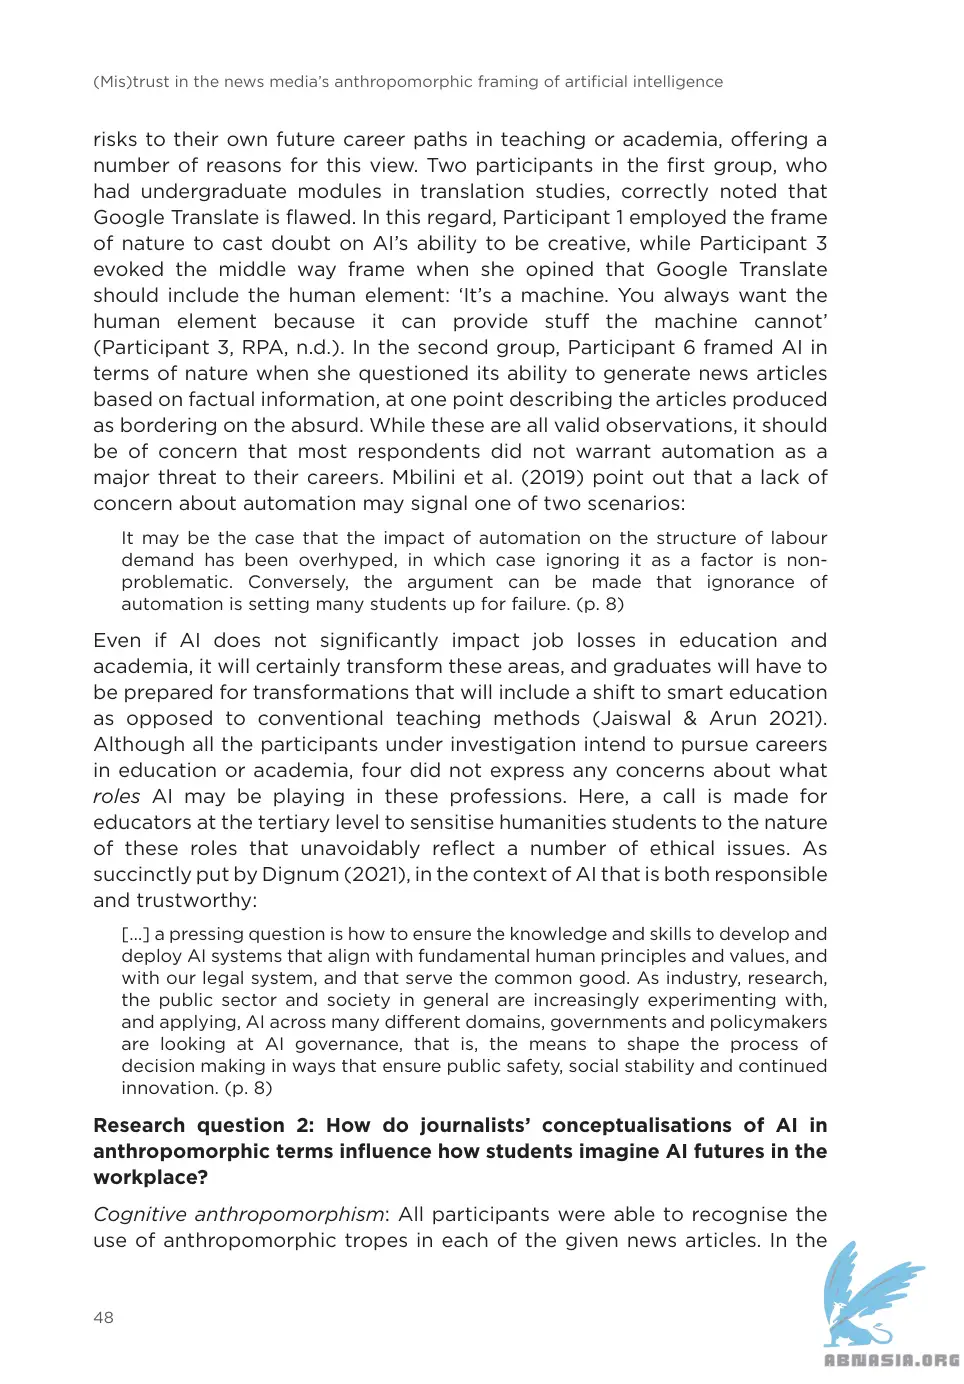 (Mis)trust in the news media’s anthropomorphic framing of artificial intelligence
risks to their own future career paths in teaching or academia, offering a
number of reasons for this view. Two participants in the first group, who
had undergraduate modules in translation studies, correctly noted that
Google Translate is flawed. In this regard, Participant 1 employed the frame
of nature to cast doubt on AI’s ability to be creative, while Participant 3
evoked the middle way frame when she opined that Google Translate
should include the human element: ‘It’s a machine. You always want the
human element because it can provide stuff the machine cannot’
(Participant 3, RPA, n.d.). In the second group, Participant 6 framed AI in
terms of nature when she questioned its ability to generate news articles
based on factual information, at one point describing the articles produced
as bordering on the absurd. While these are all valid observations, it should
be of concern that most respondents did not warrant automation as a
major threat to their careers. Mbilini et al. (2019) point out that a lack of
concern about automation may signal one of two scenarios:
It may be the case that the impact of automation on the structure of labour
demand has been overhyped, in which case ignoring it as a factor is non-
problematic. Conversely, the argument can be made that ignorance of
automation is setting many students up for failure. (p. 8)
Even if AI does not significantly impact job losses in education and
academia, it will certainly transform these areas, and graduates will have to
be prepared for transformations that will include a shift to smart education
as opposed to conventional teaching methods (Jaiswal & Arun 2021).
Although all the participants under investigation intend to pursue careers
in education or academia, four did not express any concerns about what
roles AI may be playing in these professions. Here, a call is made for
educators at the tertiary level to sensitise humanities students to the nature
of these roles that unavoidably reflect a number of ethical issues. As
succinctly put by Dignum (2021), in the context of AI that is both responsible
and trustworthy:
[...] a pressing question is how to ensure the knowledge and skills to develop and
deploy AI systems that align with fundamental human principles and values, and
with our legal system, and that serve the common good. As industry, research,
the public sector and society in general are increasingly experimenting with,
and applying, AI across many different domains, governments and policymakers
are looking at AI governance, that is, the means to shape the process of
decision making in ways that ensure public safety, social stability and continued
innovation. (p. 8)
Research question 2: How do journalists’ conceptualisations of AI in
anthropomorphic terms influence how students imagine AI futures in the
workplace?
Cognitive anthropomorphism: All participants were able to recognise the
use of anthropomorphic tropes in each of the given news articles. In the
48
ABNASIA.ORG